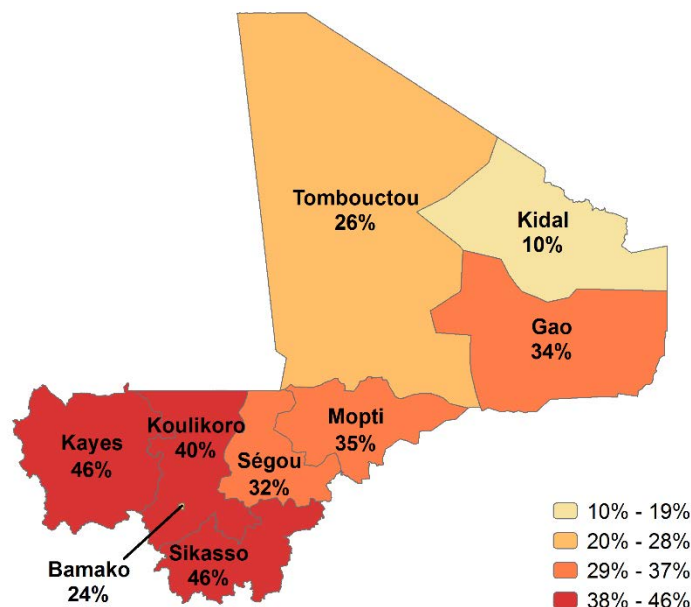 Tombouctou
26%
Kidal
10%
Gao
34%
Mopti
35%
Koulikoro
40%
Kayes
46%
Ségou
32%
Sikasso
46%
Bamako
24%
10% - 19%
20% - 28%
29% - 37%
38% - 46%